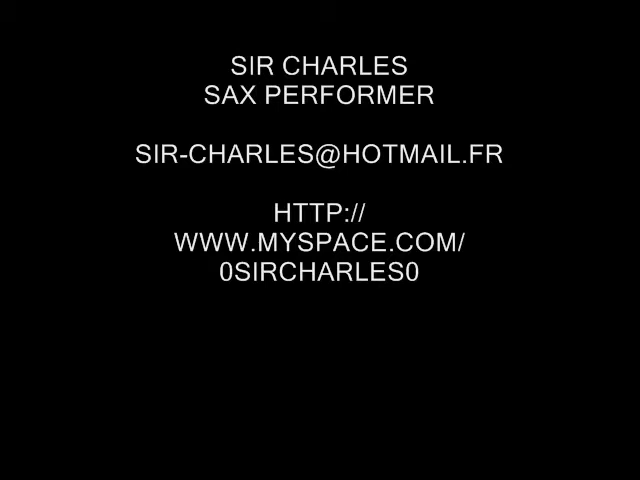 SIR CHARLES
SAX PERFORMER
SIR-CHARLES@HOTMAIL.FR
HTTP://
WWW.MYSPACE.COM/
0SIRCHARLES0